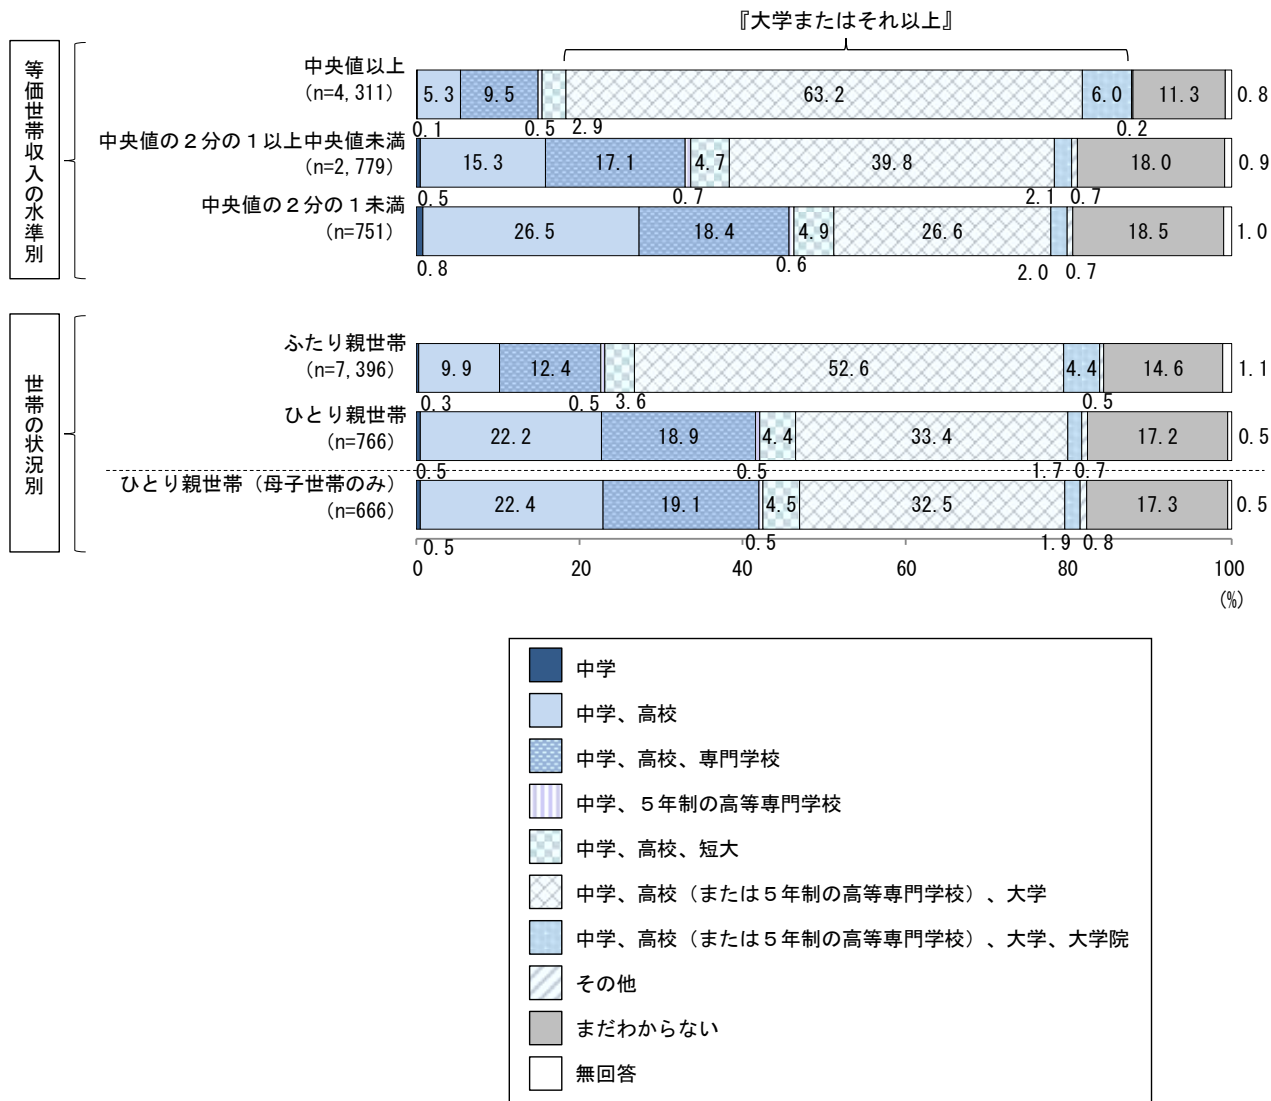 『大学またはそれ以上』
等価世帯収入の水準別
中央値以上
(n=4,311)
5.3 9.5 63.2 6.0 11.3 0.8
0.1 0.5 2.9 0.2
中央値の２分の１以上中央値未満
(n=2,779)
15.3 17.1 4.7 39.8 18.0 0.9
0.5 0.7 2.1 0.7
中央値の２分の１未満
(n=751)
26.5 18.4 4.9 26.6 18.5 1.0
0.8 0.6 2.0 0.7
世帯の状況別
ふたり親世帯
(n=7,396)
9.9 12.4 52.6 4.4 14.6 1.1
0.3 0.5 3.6 0.5
ひとり親世帯
(n=766)
22.2 18.9 4.4 33.4 17.2 0.5
0.5 0.5 1.7 0.7
ひとり親世帯（母子世帯のみ）
(n=666)
22.4 19.1 4.5 32.5 17.3 0.5
0.5 0.5 1.9 0.8
0 20 40 60 80 100
(%)
中学
中学、高校
中学、高校、専門学校
中学、５年制の高等専門学校
中学、高校、短大
中学、高校（または５年制の高等専門学校）、大学
中学、高校（または５年制の高等専門学校）、大学、大学院
その他
まだわからない
無回答